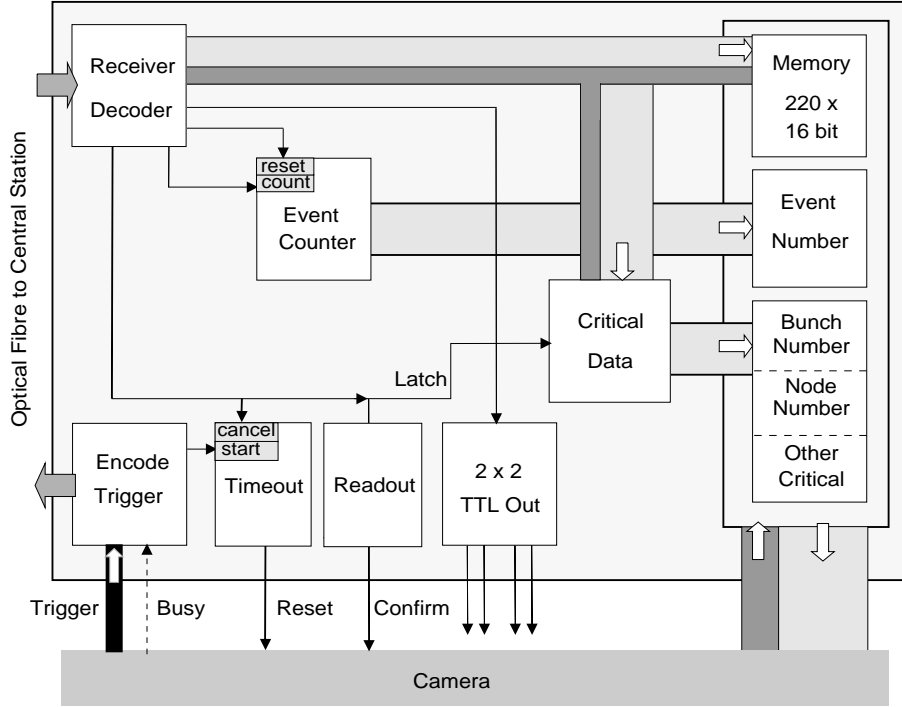 Receiver
Decoder
Memory
220 x
16 bit
reset
count
Event
Counter
Event
Number
Optical Fibre to Central Station
Critical
Data
Bunch
Number
Node
Number
Other
Critical
Latch
cancel
start
Timeout
Encode
Trigger
Readout
2 x 2
TTL Out
Trigger
Busy
Reset
Confirm
Camera